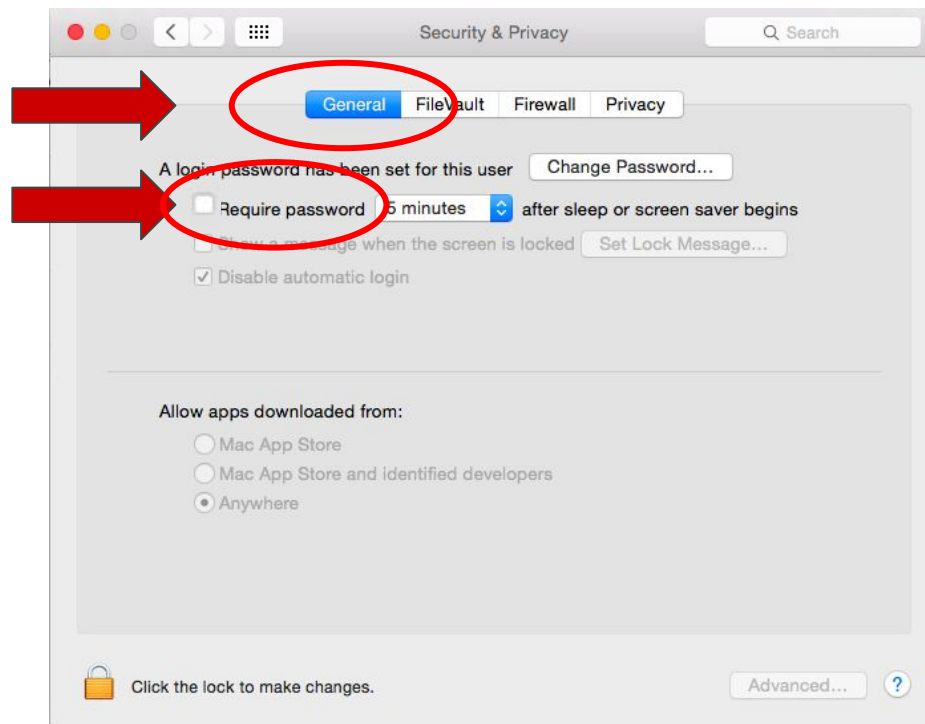 Security & Privacy Search
General FileVault Firewall Privacy
A login password has been set for this user Change Password...
Require password 5 minutes after sleep or screen saver begins
Show a message when the screen is locked Set Lock Message...
Disable automatic login
Allow apps downloaded from:
Mac App Store
Mac App Store and identified developers
Anywhere
Click the lock to make changes. Advanced... ?